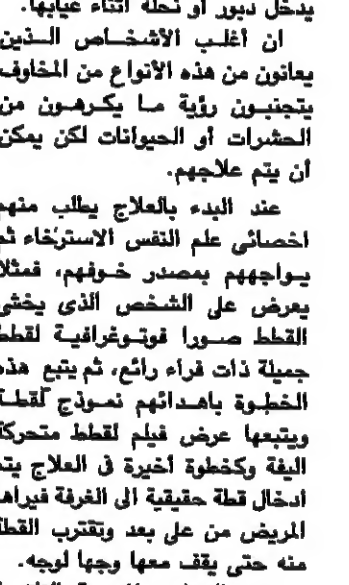 يدخل دبور أو نحلة أثناء غيابها.
ان أغلب الأشخاص الذين
يعانون من هذه الأنواع من المخاوف
يتجنبون رؤية ما يكرهون من
الحشرات أو الحيوانات لكن يمكن
أن يتم علاجهم.
عند البدء بالعلاج يطلب منهم
اخصائى علم النفس الاسترخاء ثم
يواجههم بمصدر خوفهم، فمثلا
يعرض على الشخص الذى يخشى
القطط صورا فوتوغرافية لقطط
جميلة ذات فراء رائع، ثم يتبع هذه
الخطوة باهدائهم نموذج لقطة
ويتبعها عرض فيلم لقطط متحركة
اليفة وكخطوة أخيرة فى العلاج يتم
ادخال قطة حقيقية الى الغرفة فيراها
المريض من على بعد وتقترب القطة
منه حتى يقف معها وجها لوجه.